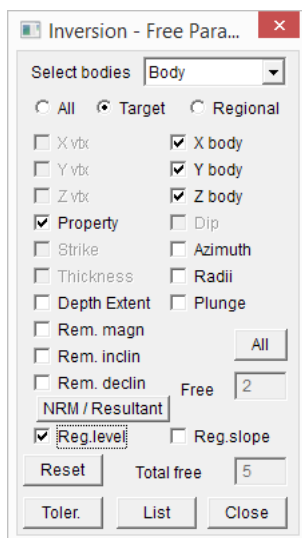 Inversion - Free Para...
Select bodies Body
All Target Regional
X vtx X body
Y vtx Y body
Z vtx Z body
Property Dip
Strike Azimuth
Thickness Radii
Depth Extent Plunge
Rem. magn
All
Rem. inclin
Rem. declin Free 2
NRM / Resultant
Reg.level Reg.slope
Reset Total free 5
Toler. List Close